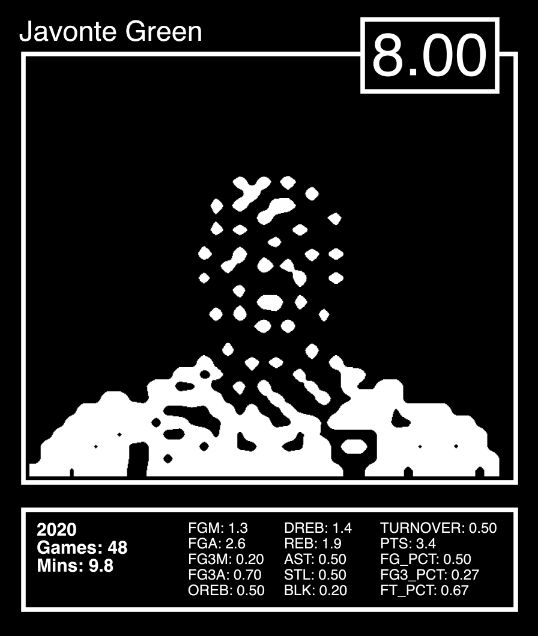 Javonte Green
8.00
2020
Games: 48
Mins: 9.8
FGM: 1.3
FGA: 2.6
FG3M: 0.20
FG3A: 0.70
OREB: 0.50
DREB: 1.4
REB: 1.9
AST: 0.50
STL: 0.50
BLK: 0.20
TURNOVER: 0.50
PTS: 3.4
FG_PCT: 0.50
FG3_PCT: 0.27
FT_PCT: 0.67